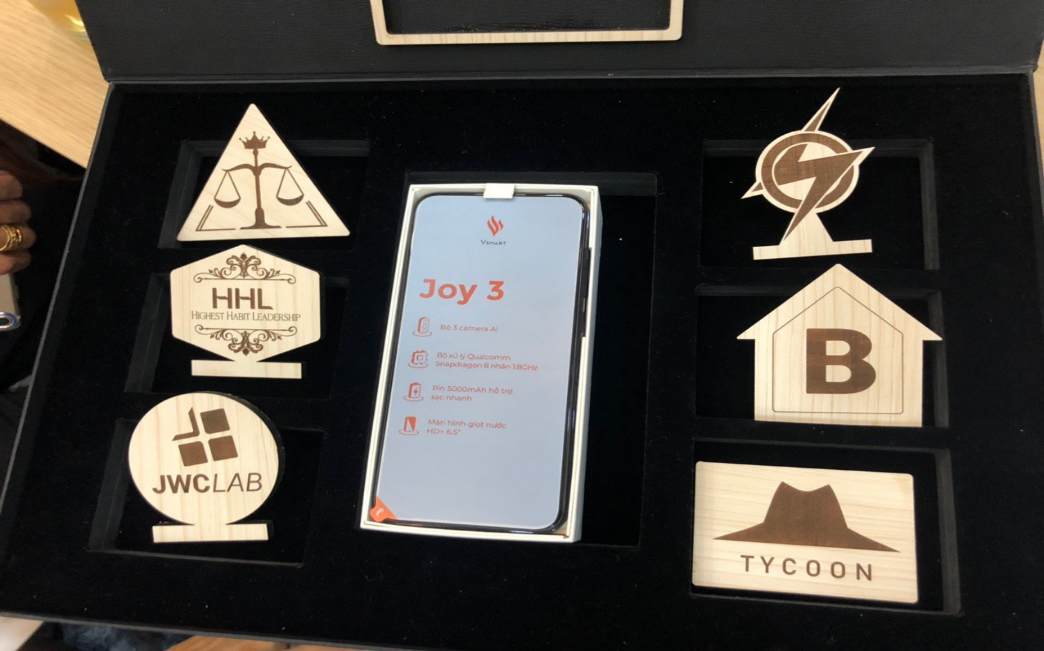 HHL
HIGHEST HABIT LEADERSHIP
JWCLAB
VSMART
Joy 3
Bộ 3 camera AI
Bộ xử lý Qualcomm
Snapdragon 8 nhân 1.8GHz
Pin 5000mAh hỗ trợ
sạc nhanh
Màn hình giọt nước
HD+ 6.5"
B
TYCOON